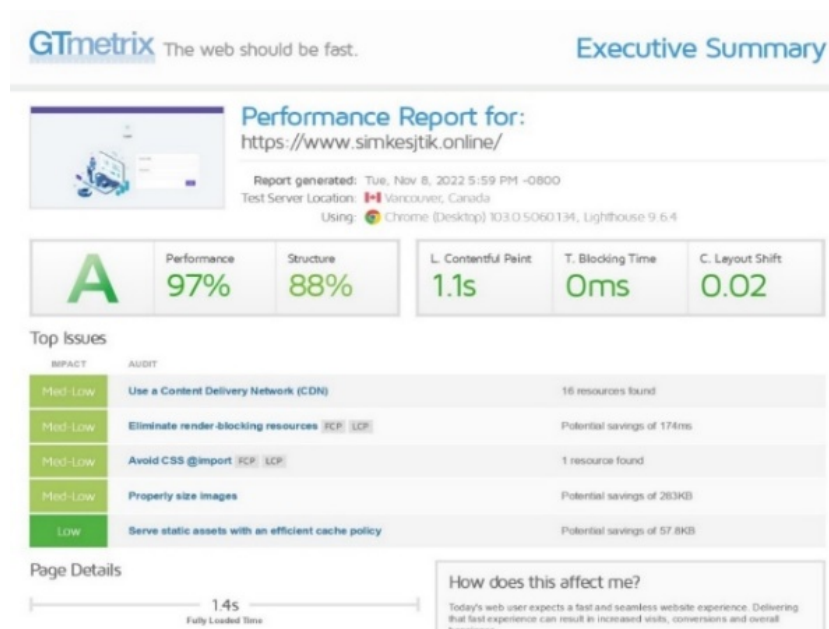 GTmetrix The web should be fast.
Executive Summary
Performance Report for:
https://www.simkesjtik.online/
Report generated: Tue, Nov 8, 2022 5:59 PM -0800
Test Server Location: Vancouver, Canada
Using: Chrome (Desktop) 103.0.5060.134, Lighthouse 9.6.4
A
Performance
97%
Structure
88%
L. Contentful Paint
1.1s
T. Blocking Time
0ms
C. Layout Shift
0.02
Top Issues
IMPACT AUDIT
Med-Low Use a Content Delivery Network (CDN) 16 resources found
Med-Low Eliminate render-blocking resources FCP LCP Potential savings of 174ms
Med-Low Avoid CSS @import FCP LCP 1 resource found
Med-Low Properly size images Potential savings of 283KB
Low Serve static assets with an efficient cache policy Potential savings of 57.8KB
Page Details
1.4s
Fully Loaded Time
How does this affect me?
Today's web user expects a fast and seamless website experience. Delivering
that fast experience can result in increased visits, conversions and overall